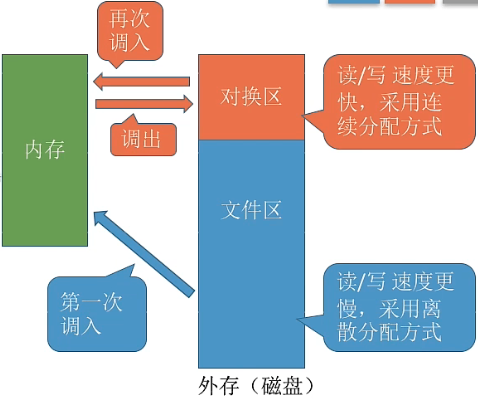 再次
调入
对换区
读/写 速度更
快，采用连
续分配方式
内存
调出
文件区
第一次
调入
读/写 速度更
慢，采用离
散分配方式
外存（磁盘）